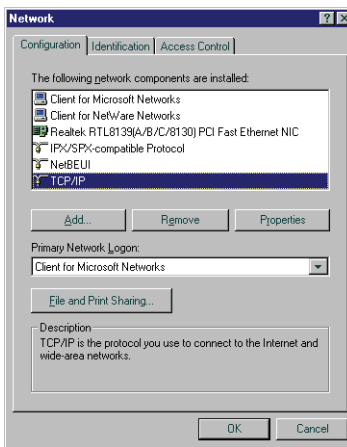 Network
Configuration Identification Access Control
The following network components are installed:
Client for Microsoft Networks
Client for NetWare Networks
Realtek RTL8139(A/B/C/8130) PCI Fast Ethernet NIC
IPX/SPX-compatible Protocol
NetBEUI
TCP/IP
Add... Remove Properties
Primary Network Logon:
Client for Microsoft Networks
File and Print Sharing...
Description
TCP/IP is the protocol you use to connect to the Internet and
wide-area networks.
OK Cancel